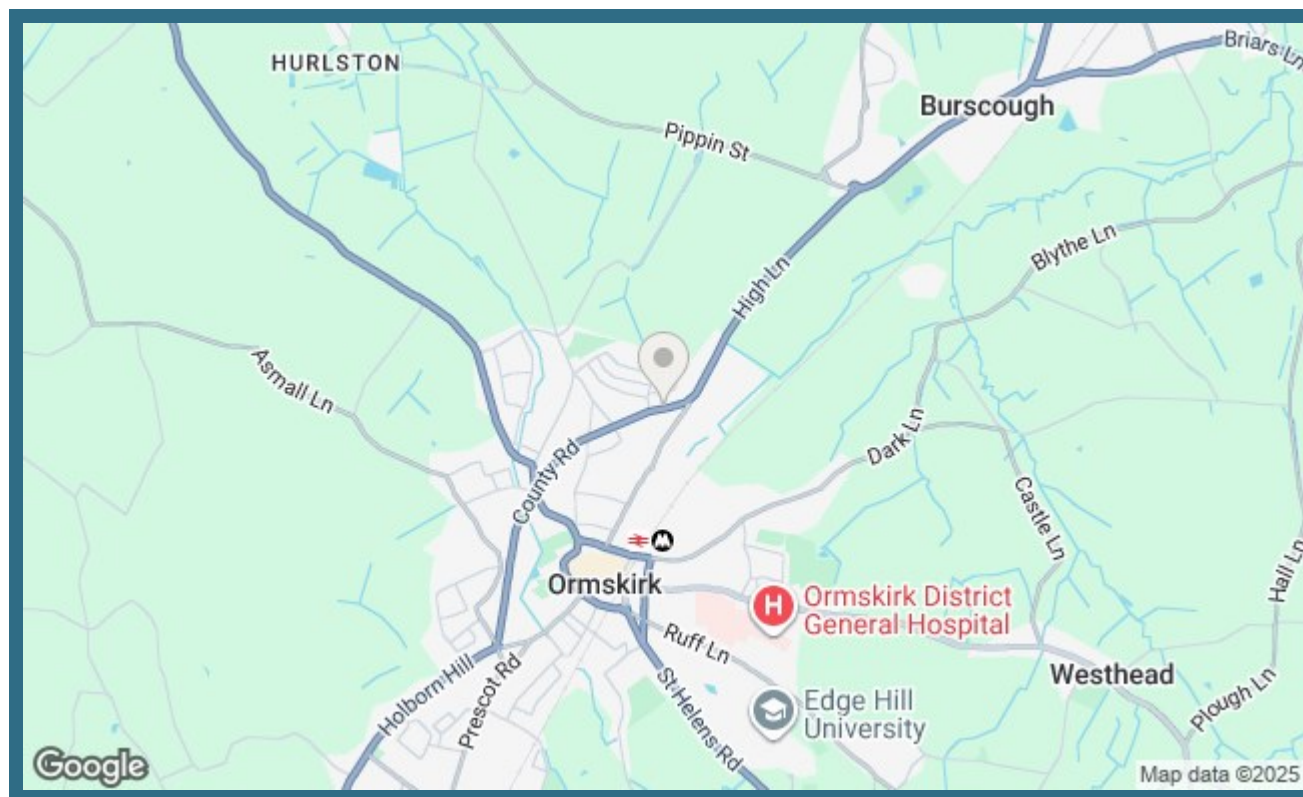 HURLSTON
Briars Ln
Burscough
Pippin St
Blythe Ln
High Ln
Asmall Ln
Dark Ln
County Rd
Castle Ln
Hall Ln
Ormskirk
Ormskirk District
General Hospital
Ruff Ln
Westhead
Holborn Hill
Prescot Rd
St Helens Rd
Edge Hill
University
Plough Ln
Google
Map data ©2025